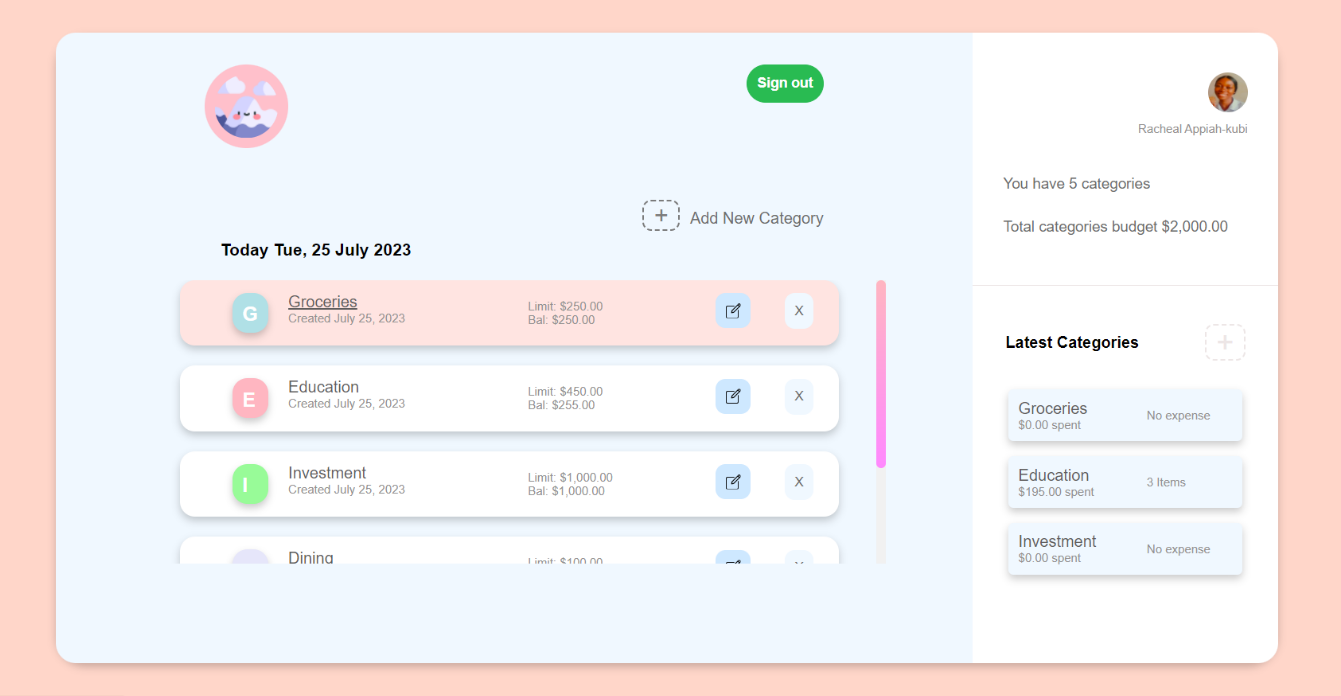 Sign out
Racheal Appiah-kubi
You have 5 categories
Total categories budget $2,000.00
+ Add New Category
Today Tue, 25 July 2023
G
Groceries
Created July 25, 2023
Limit: $250.00
Bal: $250.00
X
E
Education
Created July 25, 2023
Limit: $450.00
Bal: $255.00
X
I
Investment
Created July 25, 2023
Limit: $1,000.00
Bal: $1,000.00
X
Dining
Limit: $100.00
Latest Categories
+
Groceries
$0.00 spent
No expense
Education
$195.00 spent
3 Items
Investment
$0.00 spent
No expense